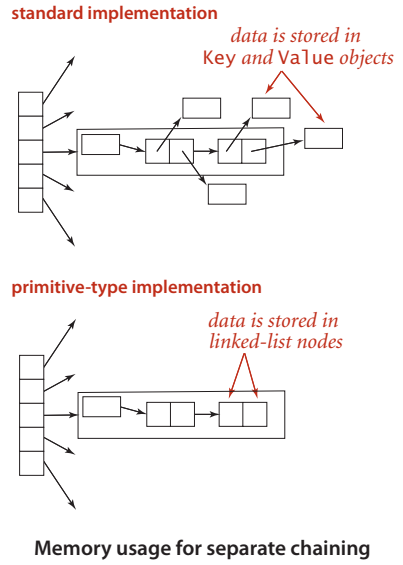 standard implementation
data is stored in
Key and Value objects
primitive-type implementation
data is stored in
linked-list nodes
Memory usage for separate chaining